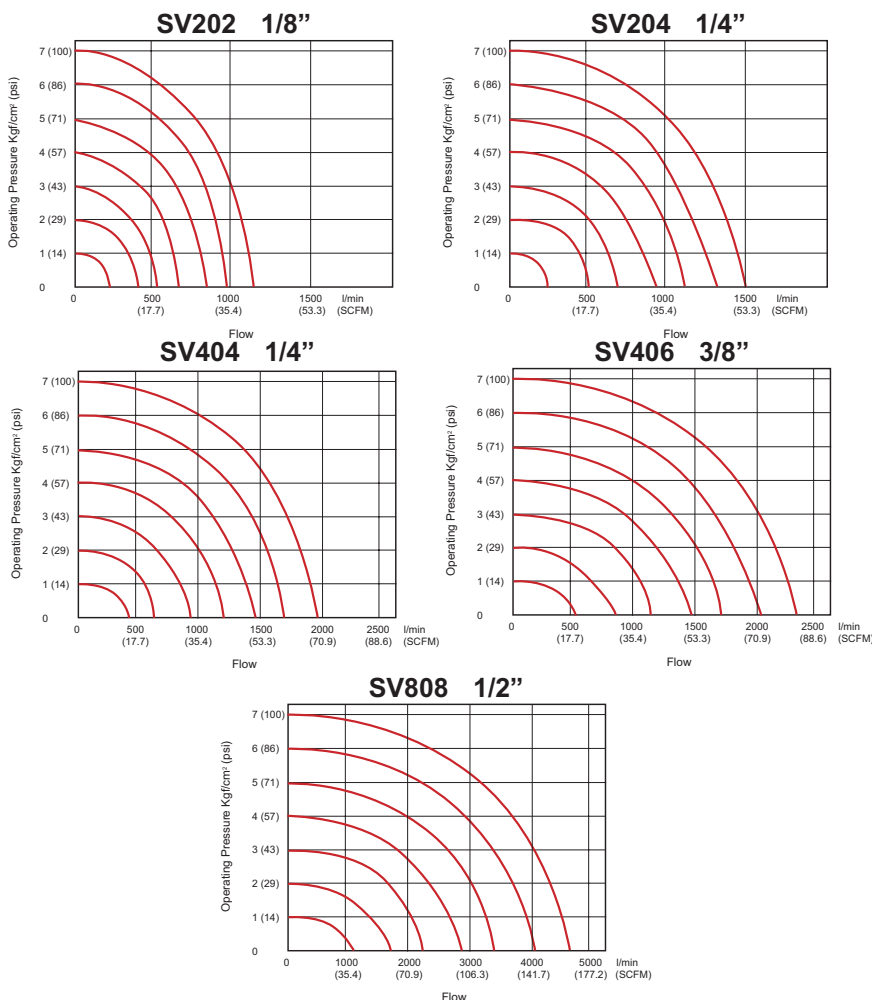 SV202 1/8”
Operating Pressure Kgf/cm² (psi)
7 (100)
6 (86)
5 (71)
4 (57)
3 (43)
2 (29)
1 (14)
0
0 500 1000 1500 l/min
(17.7) (35.4) (53.3) (SCFM)
Flow
SV204 1/4”
Operating Pressure Kgf/cm² (psi)
7 (100)
6 (86)
5 (71)
4 (57)
3 (43)
2 (29)
1 (14)
0
0 500 1000 1500 l/min
(17.7) (35.4) (53.3) (SCFM)
Flow
SV404 1/4”
Operating Pressure Kgf/cm² (psi)
7 (100)
6 (86)
5 (71)
4 (57)
3 (43)
2 (29)
1 (14)
0
0 500 1000 1500 2000 2500 l/min
(17.7) (35.4) (53.3) (70.9) (88.6) (SCFM)
Flow
SV406 3/8”
Operating Pressure Kgf/cm² (psi)
7 (100)
6 (86)
5 (71)
4 (57)
3 (43)
2 (29)
1 (14)
0
0 500 1000 1500 2000 2500 l/min
(17.7) (35.4) (53.3) (70.9) (88.6) (SCFM)
Flow
SV808 1/2”
Operating Pressure Kgf/cm² (psi)
7 (100)
6 (86)
5 (71)
4 (57)
3 (43)
2 (29)
1 (14)
0
0 1000 2000 3000 4000 5000 l/min
(35.4) (70.9) (106.3) (141.7) (177.2) (SCFM)
Flow